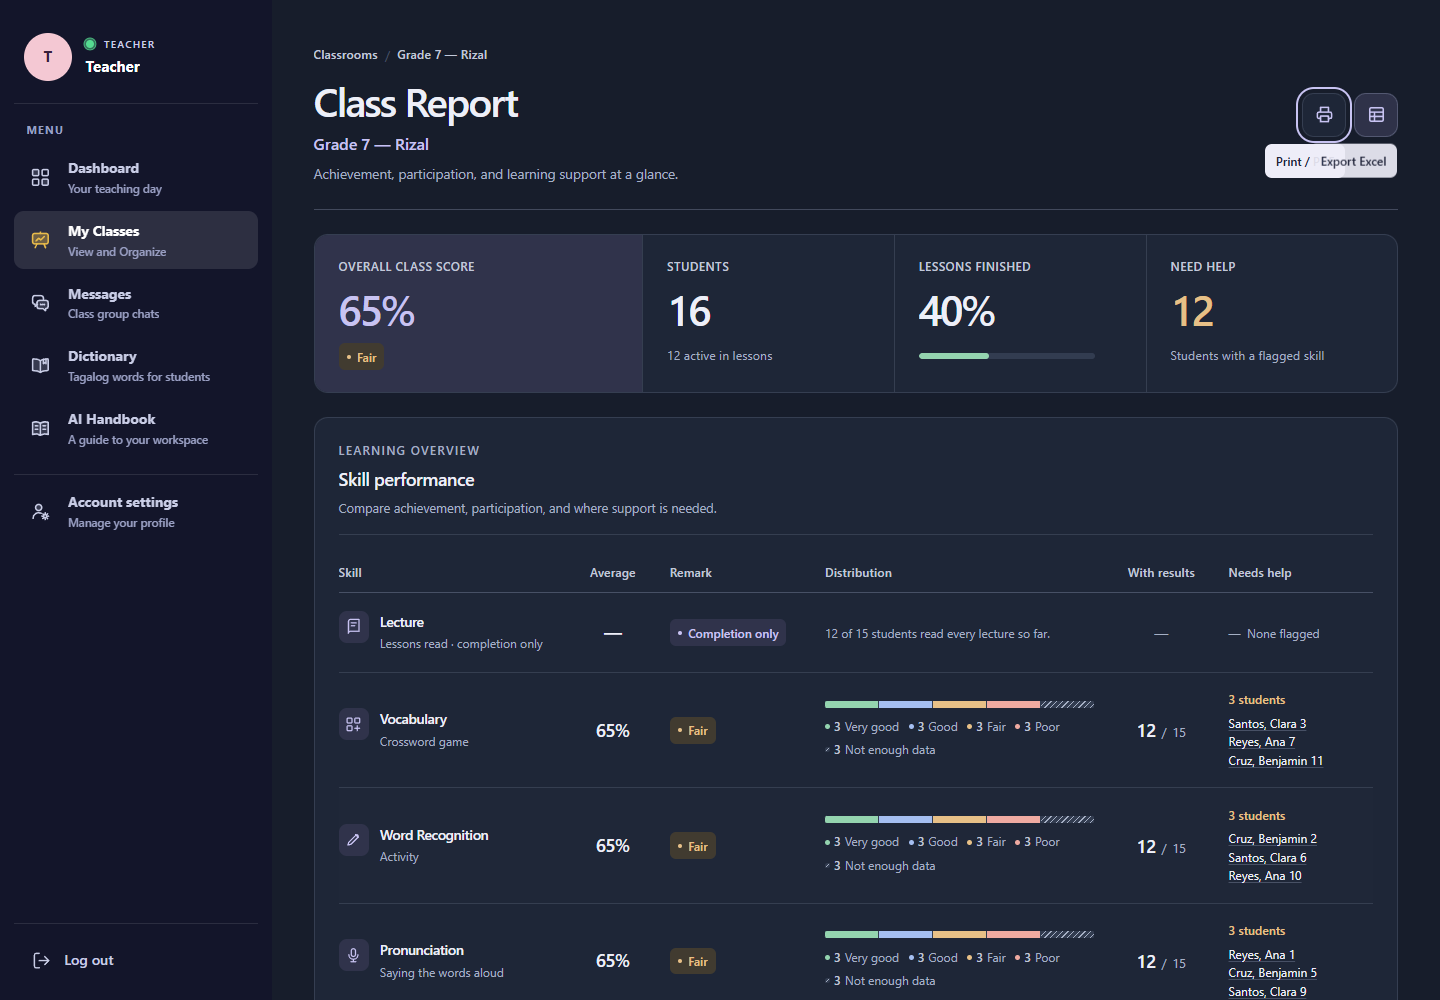 T
TEACHER
Teacher
MENU
Dashboard
Your teaching day
My Classes
View and Organize
Messages
Class group chats
Dictionary
Tagalog words for students
AI Handbook
A guide to your workspace
Account settings
Manage your profile
Log out
Classrooms / Grade 7 — Rizal
Class Report
Grade 7 — Rizal
Achievement, participation, and learning support at a glance.
Print /
Export Excel
OVERALL CLASS SCORE
65%
• Fair
STUDENTS
16
12 active in lessons
LESSONS FINISHED
40%
NEED HELP
12
Students with a flagged skill
LEARNING OVERVIEW
Skill performance
Compare achievement, participation, and where support is needed.
Skill Average Remark Distribution With results Needs help
Lecture
Lessons read · completion only
—
• Completion only
12 of 15 students read every lecture so far.
—
— None flagged
Vocabulary
Crossword game
65%
• Fair
• 3 Very good • 3 Good • 3 Fair • 3 Poor
3 Not enough data
12 / 15
3 students
Santos, Clara 3
Reyes, Ana 7
Cruz, Benjamin 11
Word Recognition
Activity
65%
• Fair
• 3 Very good • 3 Good • 3 Fair • 3 Poor
3 Not enough data
12 / 15
3 students
Cruz, Benjamin 2
Santos, Clara 6
Reyes, Ana 10
Pronunciation
Saying the words aloud
65%
• Fair
• 3 Very good • 3 Good • 3 Fair • 3 Poor
3 Not enough data
12 / 15
3 students
Reyes, Ana 1
Cruz, Benjamin 5
Santos, Clara 9